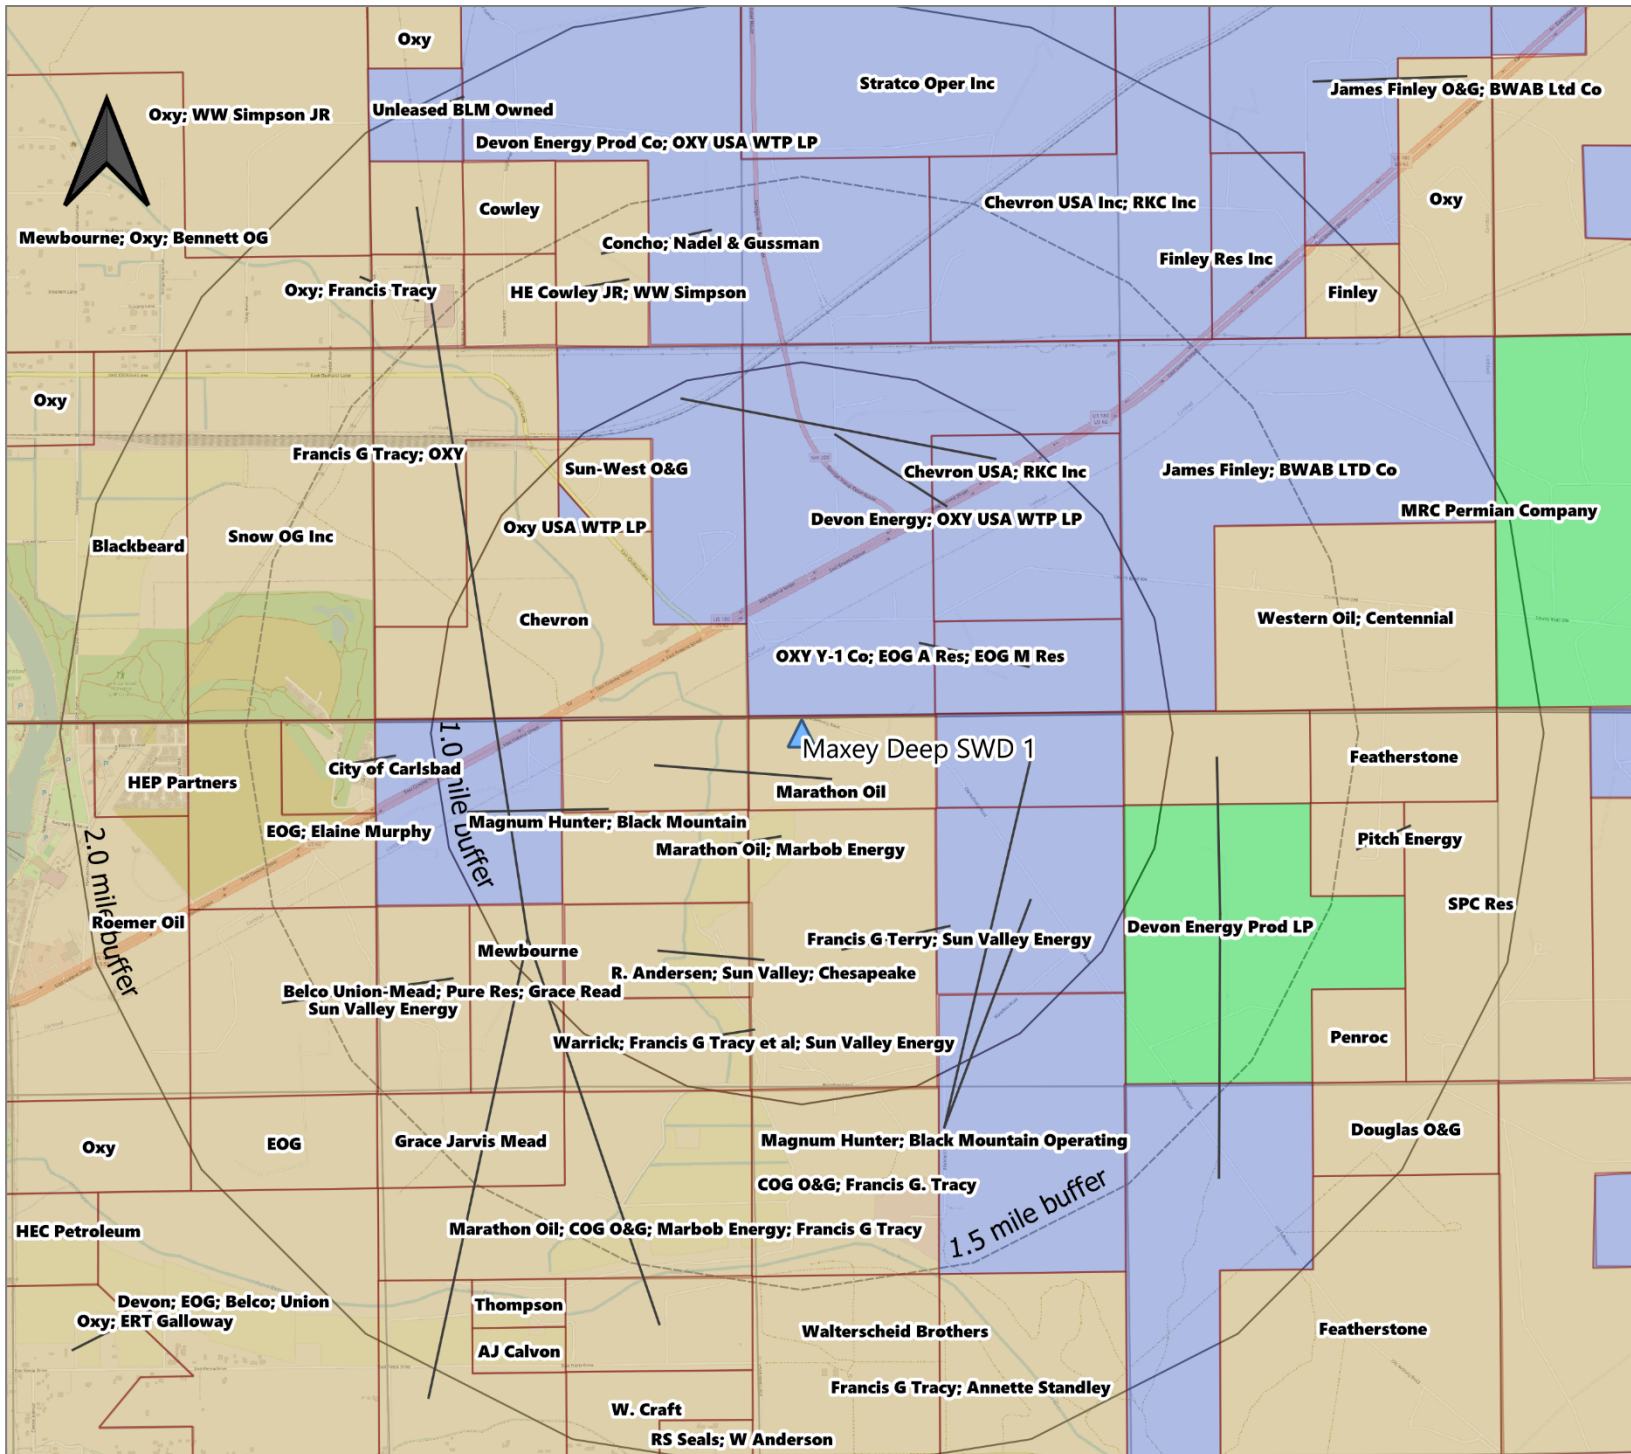 Oxy
Stratco Oper Inc
James Finley O&G; BWAB Ltd Co
Oxy; WW Simpson JR
Unleased BLM Owned
Devon Energy Prod Co; OXY USA WTP LP
Cowley
Chevron USA Inc; RKC Inc
Oxy
Mewbourne; Oxy; Bennett OG
Concho; Nadel & Gussman
Finley Res Inc
Oxy; Francis Tracy
HE Cowley JR; WW Simpson
Finley
Oxy
Francis G Tracy; OXY
Sun-West O&G
Chevron USA; RKC Inc
James Finley; BWAB LTD Co
MRC Permian Company
Devon Energy; OXY USA WTP LP
Oxy USA WTP LP
Snow OG Inc
Blackbeard
Chevron
Western Oil; Centennial
OXY Y-1 Co; EOG A Res; EOG M Res
Maxey Deep SWD 1
Featherstone
City of Carlsbad
HEP Partners
Marathon Oil
1.0 mile buffer
Magnum Hunter; Black Mountain
EOG; Elaine Murphy
Pitch Energy
Marathon Oil; Marbob Energy
2.0 mile buffer
SPC Res
Roemer Oil
Devon Energy Prod LP
Francis G Terry; Sun Valley Energy
Mewbourne
R. Andersen; Sun Valley; Chesapeake
Belco Union-Mead; Pure Res; Grace Read
Sun Valley Energy
Penroc
Warrick; Francis G Tracy et al; Sun Valley Energy
Douglas O&G
Magnum Hunter; Black Mountain Operating
Grace Jarvis Mead
EOG
Oxy
COG O&G; Francis G. Tracy
1.5 mile buffer
Marathon Oil; COG O&G; Marbob Energy; Francis G Tracy
HEC Petroleum
Devon; EOG; Belco; Union
Oxy; ERT Galloway
Thompson
Walterscheid Brothers
Featherstone
AJ Calvon
Francis G Tracy; Annette Standley
W. Craft
RS Seals; W Anderson